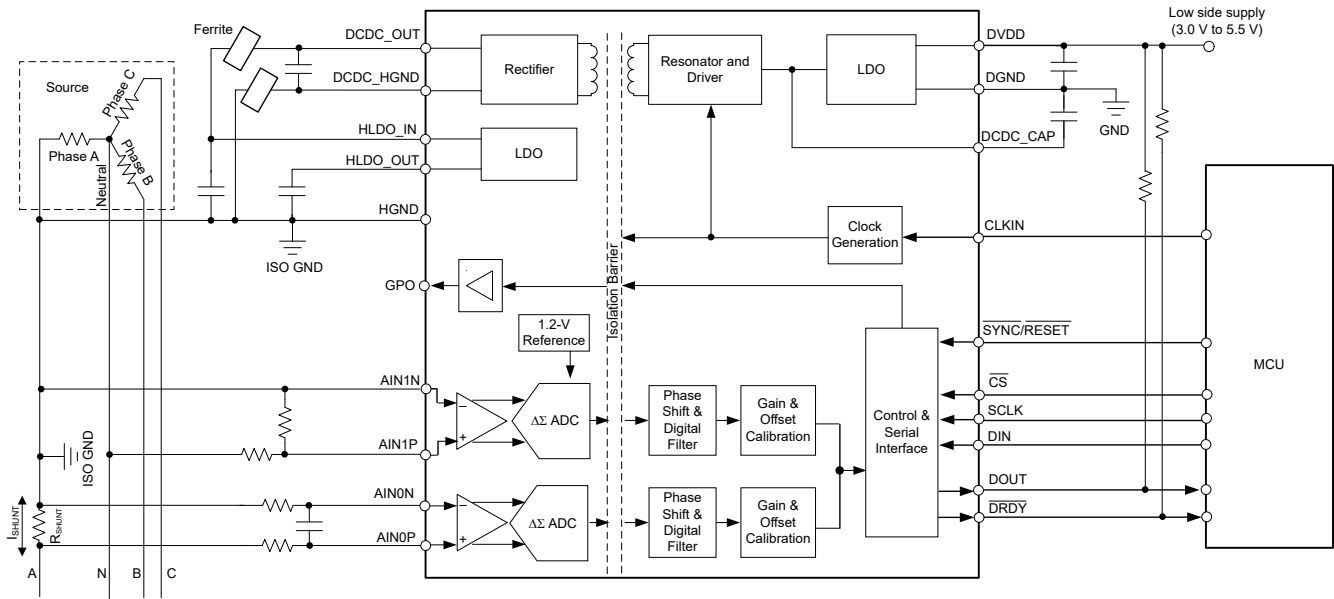 Low side supply
(3.0 V to 5.5 V)
Ferrite
DCDC_OUT
DVDD
Source
Phase C
Rectifier
Resonator and
Driver
LDO
DCDC_HGND
DGND
GND
HLDO_IN
DCDC_CAP
Phase A
Phase B
Neutral
LDO
HLDO_OUT
HGND
ISO GND
Clock
Generation
CLKIN
Isolation Barrier
GPO
1.2-V
Reference
SYNC/RESET
MCU
AIN1N
CS
ΔΣ ADC
Phase
Shift &
Digital
Filter
Gain &
Offset
Calibration
Control &
Serial
Interface
SCLK
DIN
–
+
AIN1P
ISO GND
DOUT
AIN0N
DRDY
ISHUNT
RSHUNT
–
+
ΔΣ ADC
Phase
Shift &
Digital
Filter
Gain &
Offset
Calibration
AIN0P
A
N
B
C